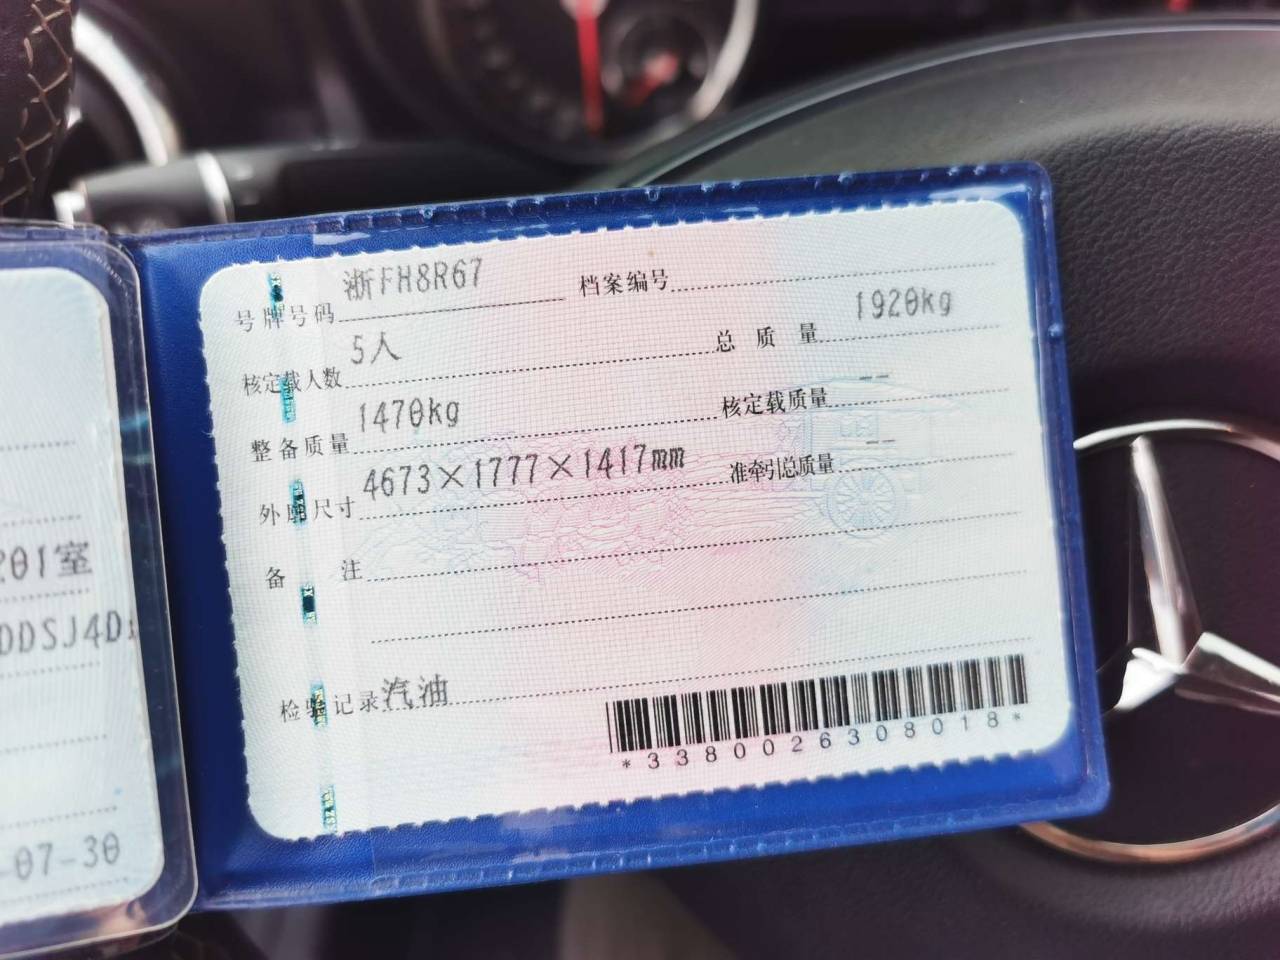 201室
DDSJ4D
-07-30
号牌号码 浙FH8R67 档案编号
核定载人数 5人 总质量 1920kg
整备质量 1470kg 核定载质量 --
外廓尺寸 4673×1777×1417mm 准牵引总质量 --
备注
检验记录 汽油
*3380026308018*